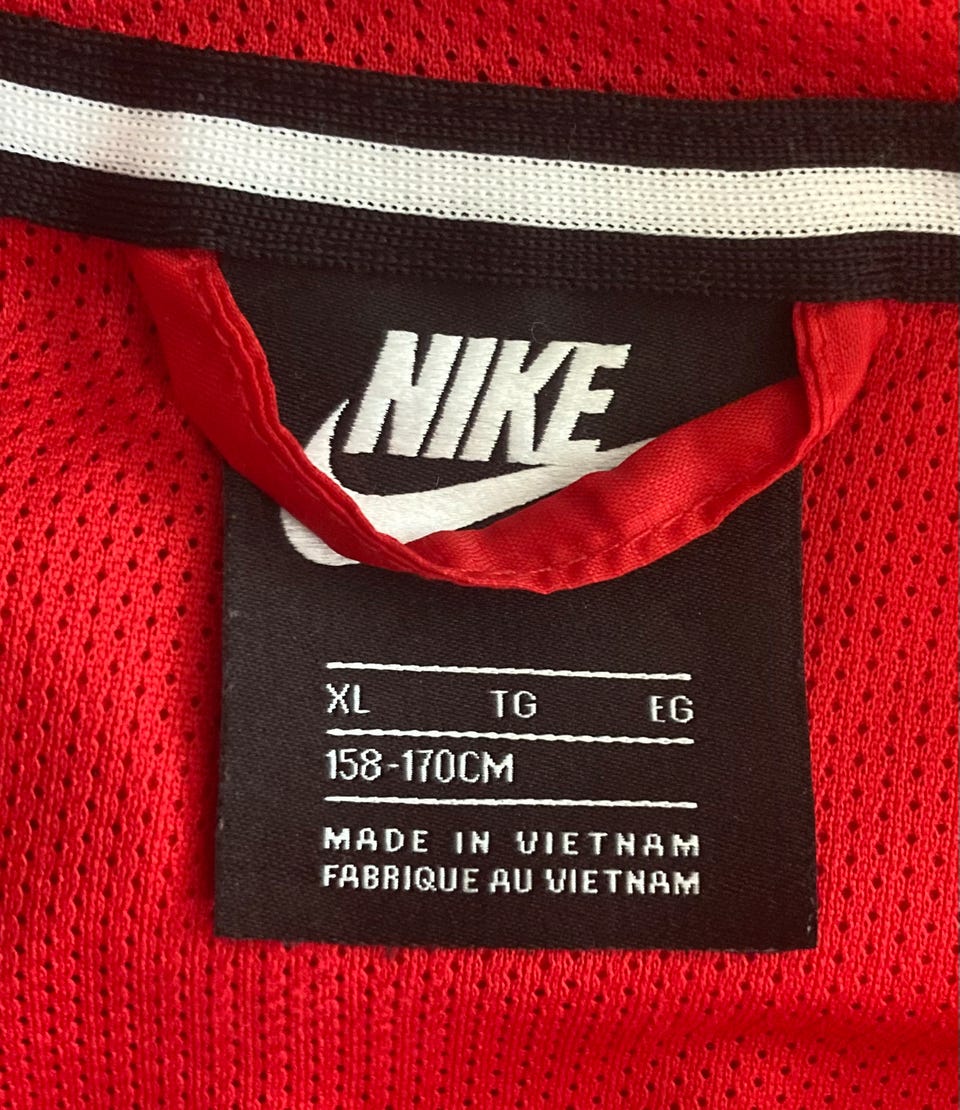 NIKE
XL TG EG
158-170CM
MADE IN VIETNAM
FABRIQUE AU VIETNAM